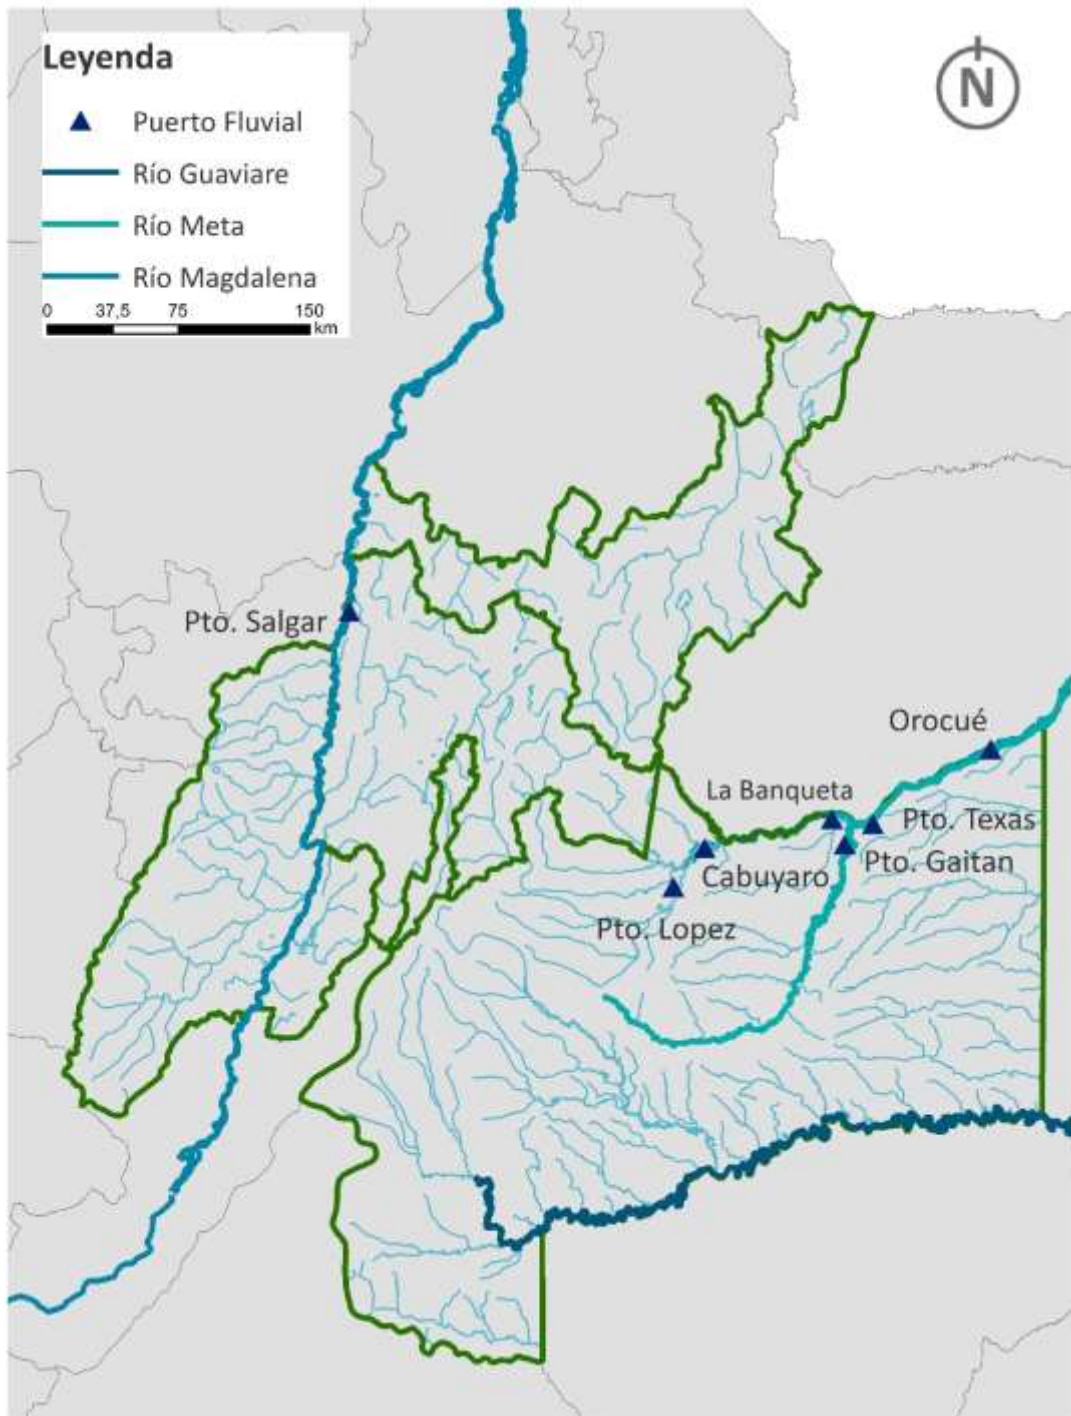 Leyenda
Puerto Fluvial
Río Guaviare
Río Meta
Río Magdalena
0 37,5 75 150
km
N
Pto. Salgar
Orocué
La Banqueta
Pto. Texas
Pto. Gaitan
Cabuyaro
Pto. Lopez